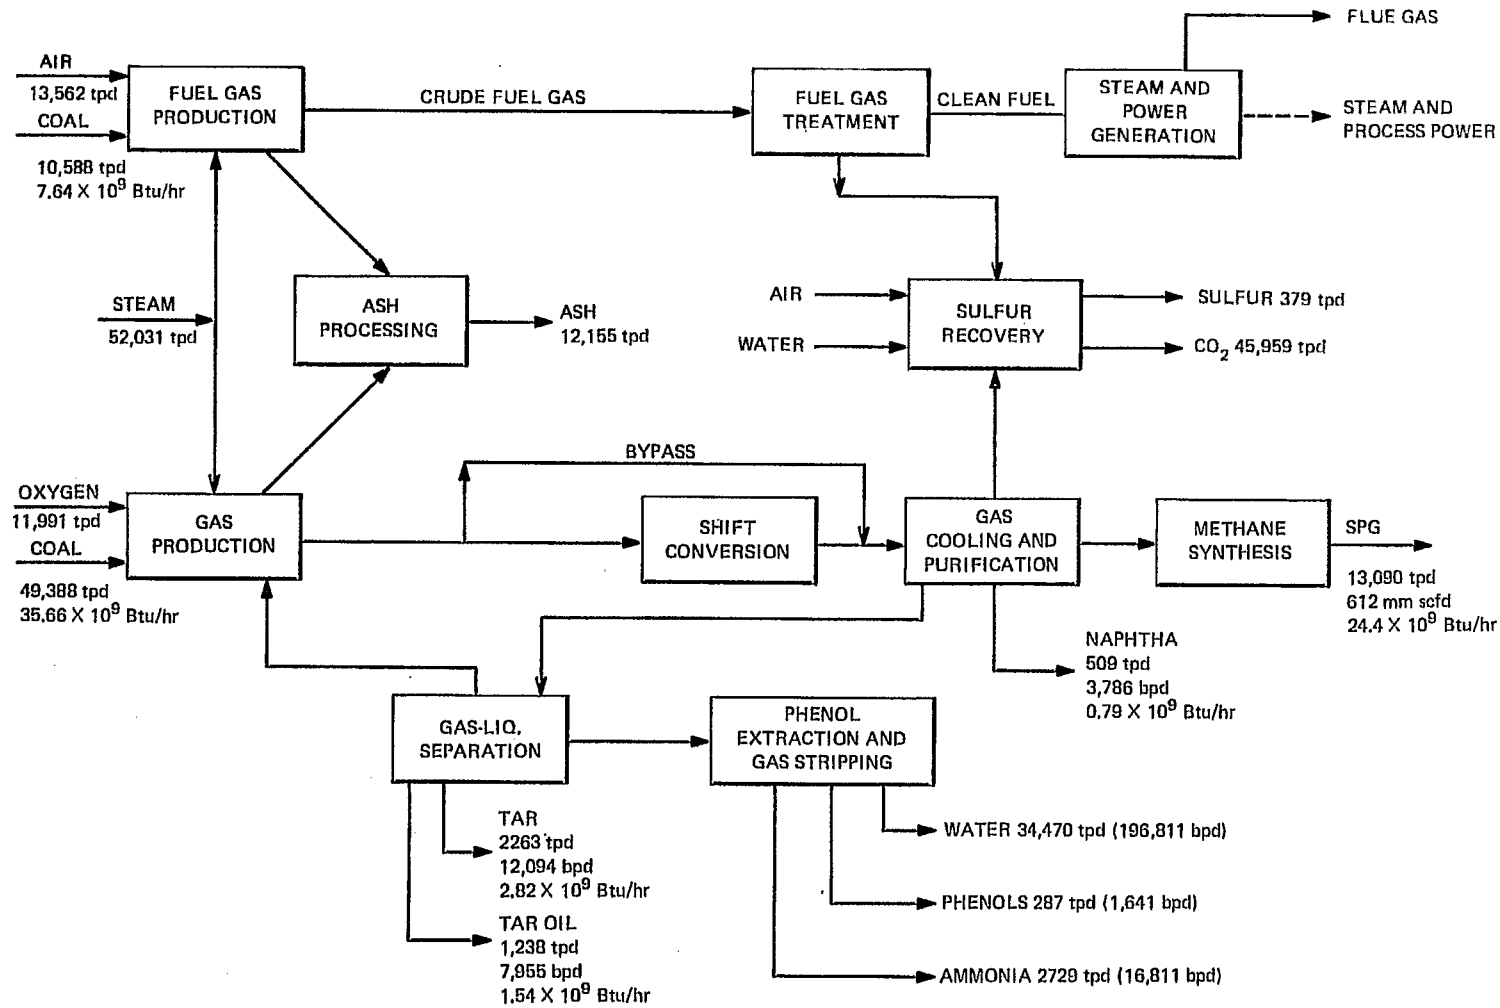 FLUE GAS
AIR
13,562 tpd
COAL
10,588 tpd
7.64 X 10⁹ Btu/hr
FUEL GAS
PRODUCTION
CRUDE FUEL GAS
FUEL GAS
TREATMENT
CLEAN FUEL
STEAM AND
POWER
GENERATION
STEAM AND
PROCESS POWER
STEAM
52,031 tpd
ASH
PROCESSING
ASH
12,155 tpd
AIR
WATER
SULFUR
RECOVERY
SULFUR 379 tpd
CO₂ 45,959 tpd
OXYGEN
11,991 tpd
COAL
49,388 tpd
35.66 X 10⁹ Btu/hr
GAS
PRODUCTION
BYPASS
SHIFT
CONVERSION
GAS
COOLING AND
PURIFICATION
METHANE
SYNTHESIS
SPG
13,090 tpd
612 mm scfd
24.4 X 10⁹ Btu/hr
NAPHTHA
509 tpd
3,786 bpd
0.79 X 10⁹ Btu/hr
GAS-LIQ.
SEPARATION
PHENOL
EXTRACTION AND
GAS STRIPPING
TAR
2263 tpd
12,094 bpd
2.82 X 10⁹ Btu/hr
TAR OIL
1,238 tpd
7,955 bpd
1.54 X 10⁹ Btu/hr
WATER 34,470 tpd (196,811 bpd)
PHENOLS 287 tpd (1,641 bpd)
AMMONIA 2729 tpd (16,811 bpd)